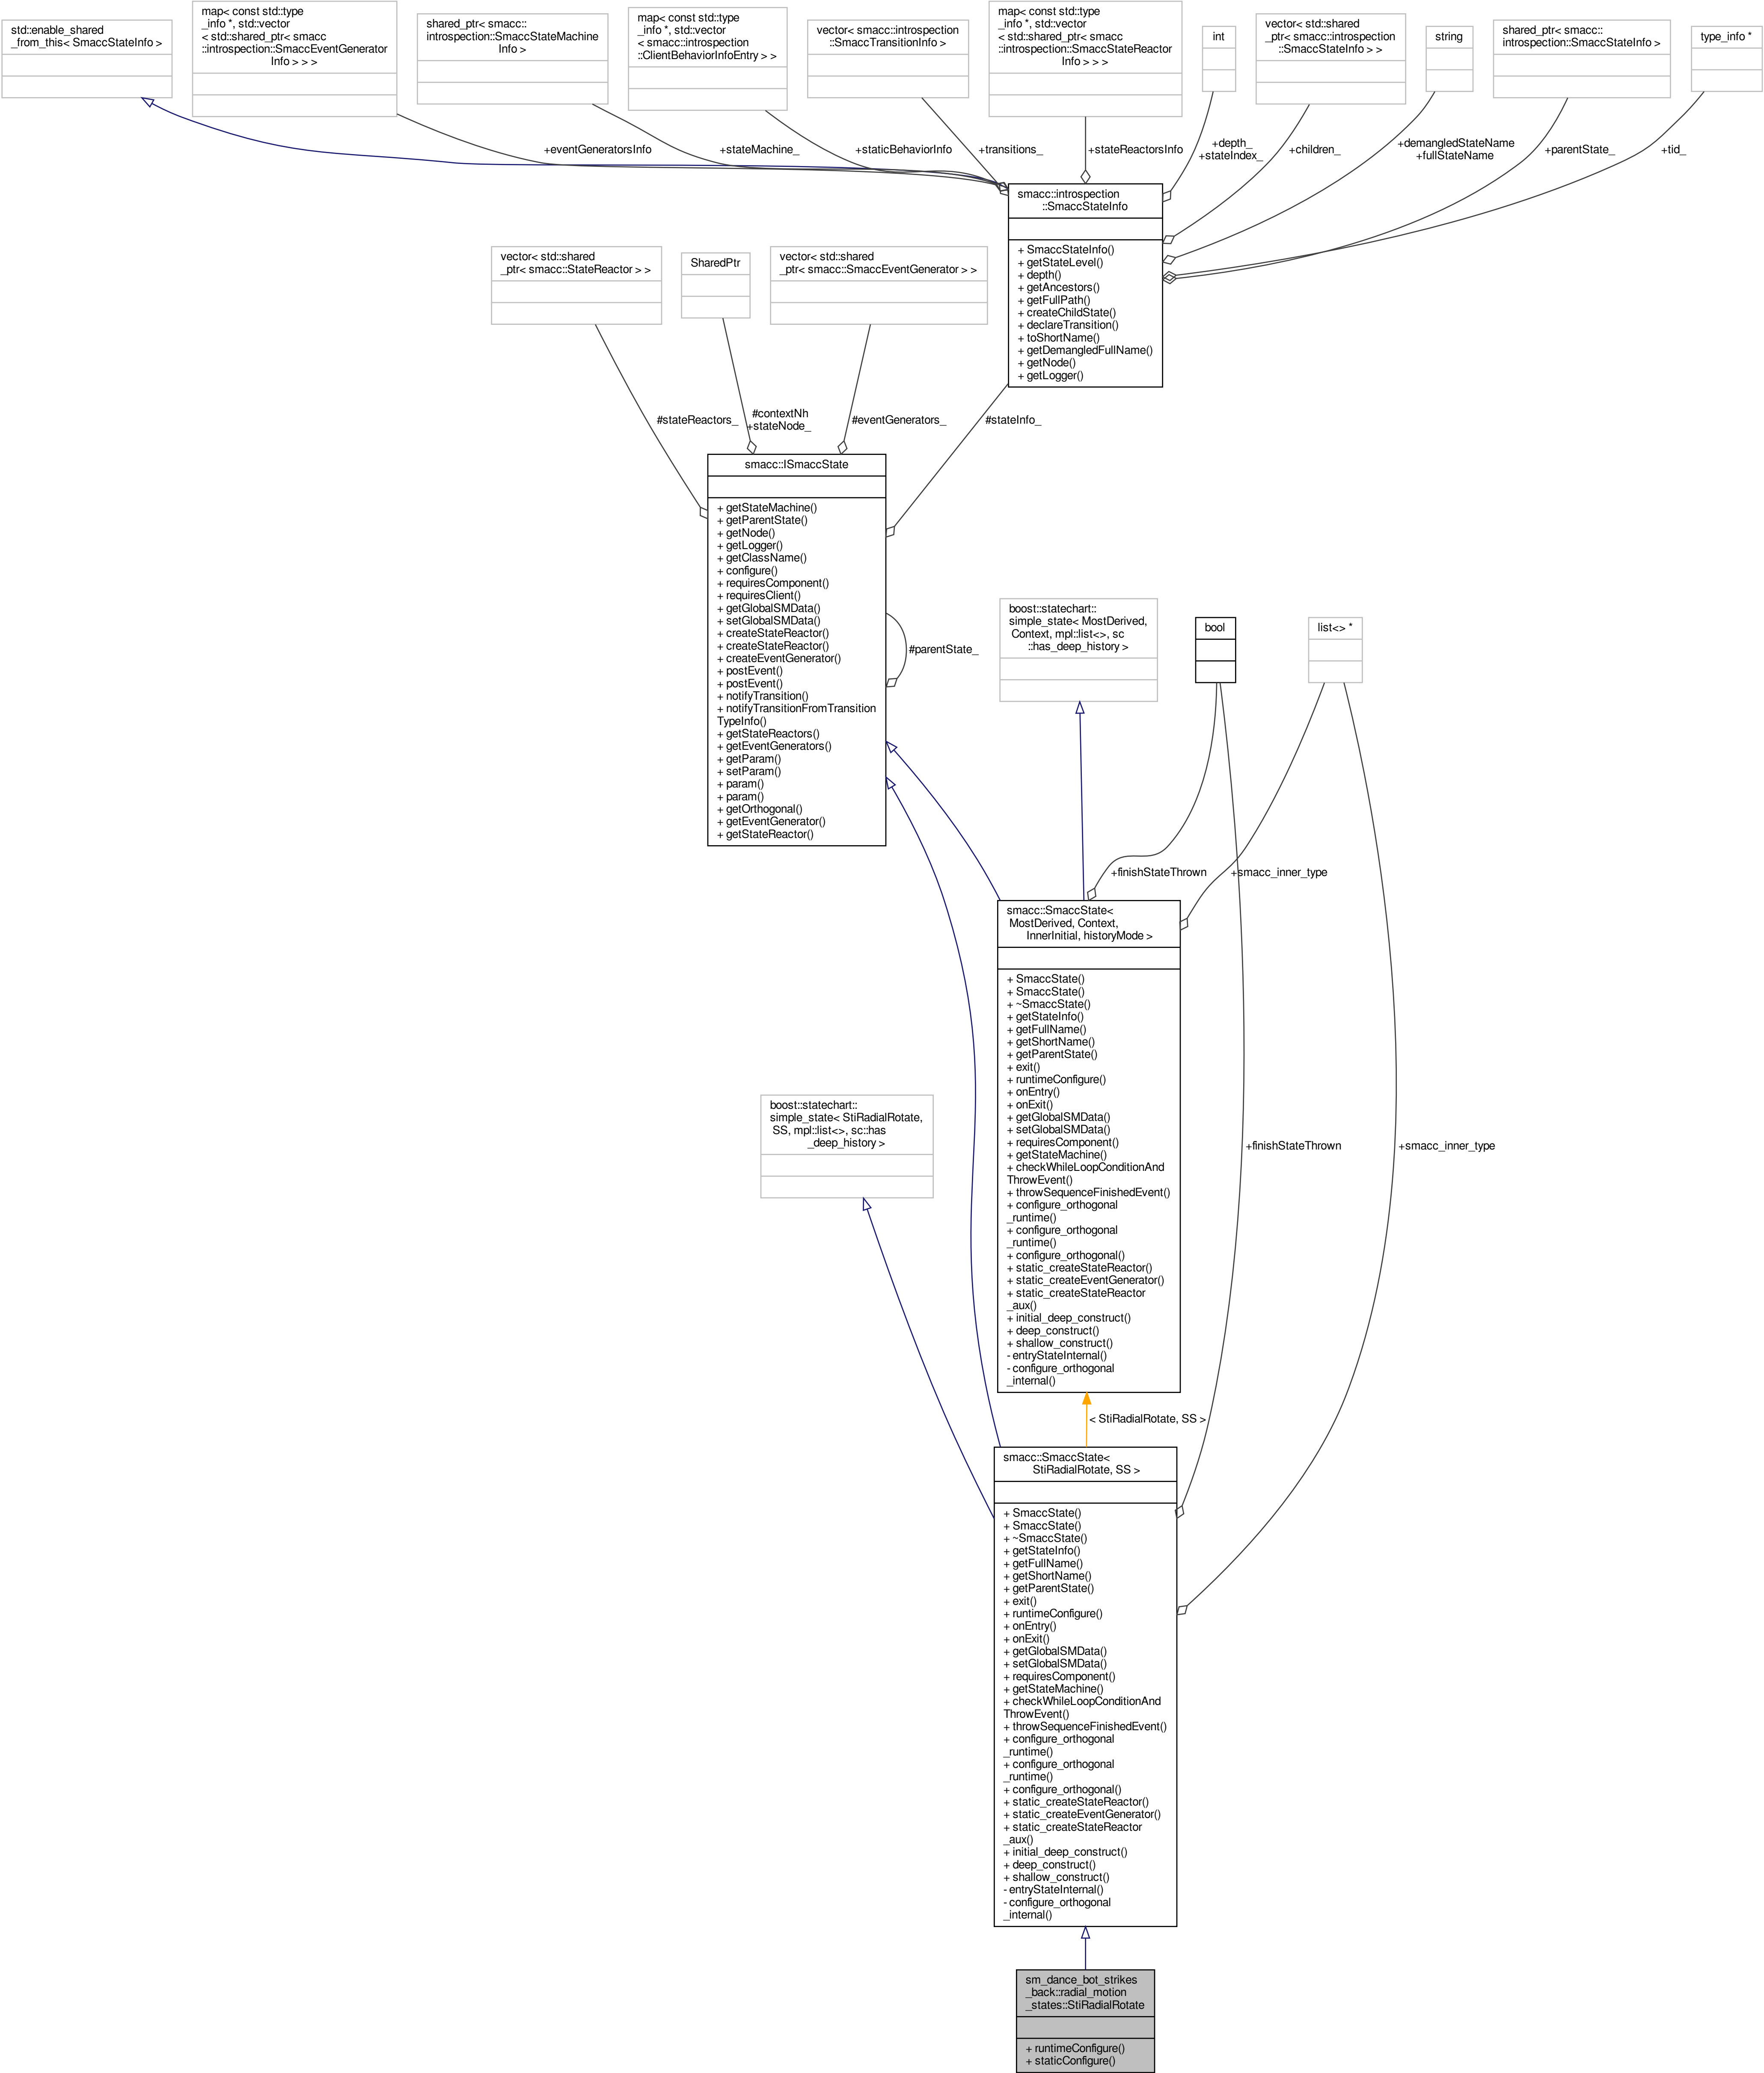 std::enable_shared
_from_this< SmaccStateInfo >
map< const std::type
_info *, std::vector
< std::shared_ptr< smacc
::introspection::SmaccEventGenerator
Info > > >
shared_ptr< smacc::
introspection::SmaccStateMachine
Info >
map< const std::type
_info *, std::vector
< smacc::introspection
::ClientBehaviorInfoEntry > >
vector< smacc::introspection
::SmaccTransitionInfo >
map< const std::type
_info *, std::vector
< std::shared_ptr< smacc
::introspection::SmaccStateReactor
Info > > >
int
vector< std::shared
_ptr< smacc::introspection
::SmaccStateInfo > >
string
shared_ptr< smacc::
introspection::SmaccStateInfo >
type_info *
+eventGeneratorsInfo
+stateMachine_
+staticBehaviorInfo
+transitions_
+stateReactorsInfo
+depth_
+stateIndex_
+children_
+demangledStateName
+fullStateName
+parentState_
+tid_
smacc::introspection
::SmaccStateInfo
+ SmaccStateInfo()
+ getStateLevel()
+ depth()
+ getAncestors()
+ getFullPath()
+ createChildState()
+ declareTransition()
+ toShortName()
+ getDemangledFullName()
+ getNode()
+ getLogger()
vector< std::shared
_ptr< smacc::StateReactor > >
SharedPtr
vector< std::shared
_ptr< smacc::SmaccEventGenerator > >
#stateReactors_
#contextNh
+stateNode_
#eventGenerators_
#stateInfo_
smacc::ISmaccState
+ getStateMachine()
+ getParentState()
+ getNode()
+ getLogger()
+ getClassName()
+ configure()
+ requiresComponent()
+ requiresClient()
+ getGlobalSMData()
+ setGlobalSMData()
+ createStateReactor()
+ createStateReactor()
+ createEventGenerator()
+ postEvent()
+ postEvent()
+ notifyTransition()
+ notifyTransitionFromTransition
TypeInfo()
+ getStateReactors()
+ getEventGenerators()
+ getParam()
+ setParam()
+ param()
+ param()
+ getOrthogonal()
+ getEventGenerator()
+ getStateReactor()
#parentState_
boost::statechart::
simple_state< MostDerived,
Context, mpl::list<>, sc
::has_deep_history >
bool
list<> *
+finishStateThrown
+smacc_inner_type
smacc::SmaccState<
MostDerived, Context,
InnerInitial, historyMode >
+ SmaccState()
+ SmaccState()
+ ~SmaccState()
+ getStateInfo()
+ getFullName()
+ getShortName()
+ getParentState()
+ exit()
+ runtimeConfigure()
+ onEntry()
+ onExit()
+ getGlobalSMData()
+ setGlobalSMData()
+ requiresComponent()
+ getStateMachine()
+ checkWhileLoopConditionAnd
ThrowEvent()
+ throwSequenceFinishedEvent()
+ configure_orthogonal
_runtime()
+ configure_orthogonal
_runtime()
+ configure_orthogonal()
+ static_createStateReactor()
+ static_createEventGenerator()
+ static_createStateReactor
_aux()
+ initial_deep_construct()
+ deep_construct()
+ shallow_construct()
- entryStateInternal()
- configure_orthogonal
_internal()
boost::statechart::
simple_state< StiRadialRotate,
SS, mpl::list<>, sc::has
_deep_history >
+finishStateThrown
+smacc_inner_type
< StiRadialRotate, SS >
smacc::SmaccState<
StiRadialRotate, SS >
+ SmaccState()
+ SmaccState()
+ ~SmaccState()
+ getStateInfo()
+ getFullName()
+ getShortName()
+ getParentState()
+ exit()
+ runtimeConfigure()
+ onEntry()
+ onExit()
+ getGlobalSMData()
+ setGlobalSMData()
+ requiresComponent()
+ getStateMachine()
+ checkWhileLoopConditionAnd
ThrowEvent()
+ throwSequenceFinishedEvent()
+ configure_orthogonal
_runtime()
+ configure_orthogonal
_runtime()
+ configure_orthogonal()
+ static_createStateReactor()
+ static_createEventGenerator()
+ static_createStateReactor
_aux()
+ initial_deep_construct()
+ deep_construct()
+ shallow_construct()
- entryStateInternal()
- configure_orthogonal
_internal()
sm_dance_bot_strikes
_back::radial_motion
_states::StiRadialRotate
+ runtimeConfigure()
+ staticConfigure()